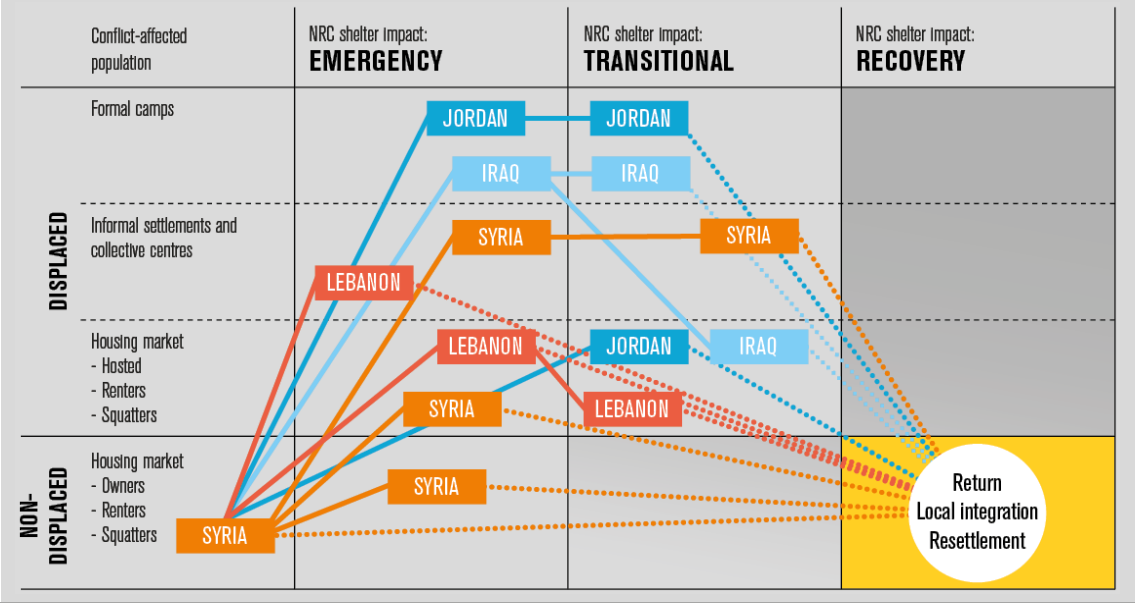 Conflict-affected
population
NRC shelter impact:
EMERGENCY
NRC shelter impact:
TRANSITIONAL
NRC shelter impact:
RECOVERY
DISPLACED
Formal camps
JORDAN
JORDAN
IRAQ
IRAQ
Informal settlements and
collective centres
SYRIA
SYRIA
LEBANON
Housing market
- Hosted
- Renters
- Squatters
LEBANON
JORDAN
IRAQ
SYRIA
LEBANON
NON-
DISPLACED
Housing market
- Owners
- Renters
- Squatters
SYRIA
SYRIA
Return
Local integration
Resettlement